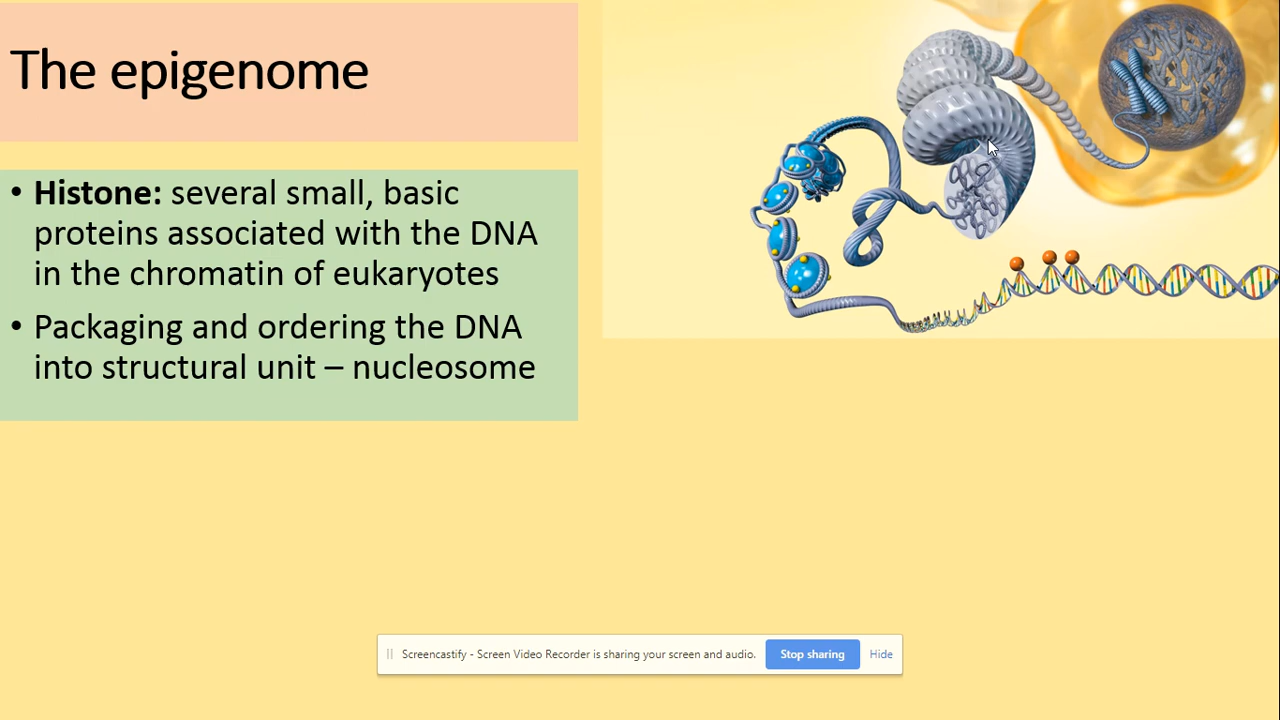 The epigenome
• Histone: several small, basic
proteins associated with the DNA
in the chromatin of eukaryotes
• Packaging and ordering the DNA
into structural unit – nucleosome
Screencastify - Screen Video Recorder is sharing your screen and audio. Stop sharing Hide